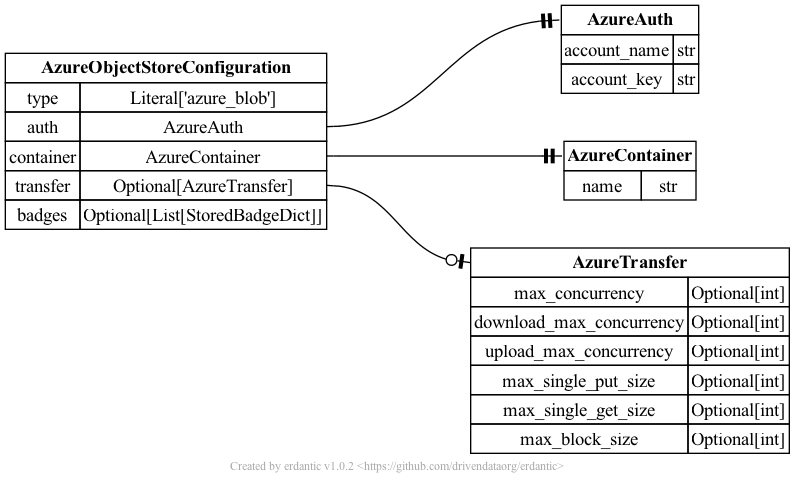 AzureObjectStoreConfiguration
type Literal['azure_blob']
auth AzureAuth
container AzureContainer
transfer Optional[AzureTransfer]
badges Optional[List[StoredBadgeDict]]
AzureAuth
account_name str
account_key str
AzureContainer
name str
AzureTransfer
max_concurrency Optional[int]
download_max_concurrency Optional[int]
upload_max_concurrency Optional[int]
max_single_put_size Optional[int]
max_single_get_size Optional[int]
max_block_size Optional[int]
Created by erdantic v1.0.2 <https://github.com/drivendataorg/erdantic>